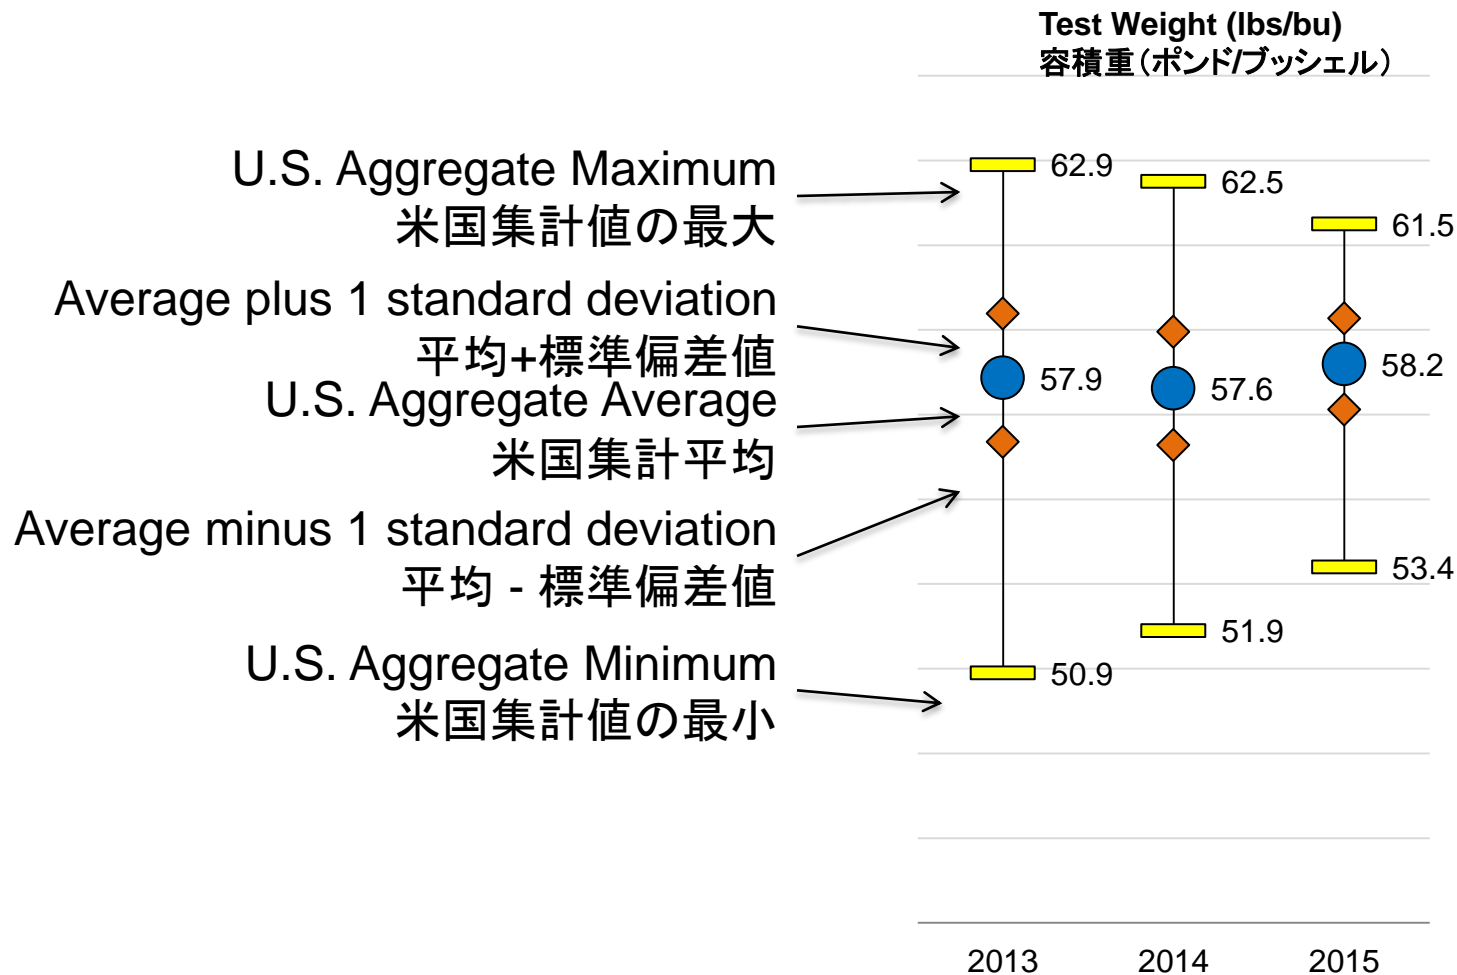 Test Weight (lbs/bu)
容積重（ポンド/ブッシェル）
U.S. Aggregate Maximum
米国集計値の最大
Average plus 1 standard deviation
平均+標準偏差値
U.S. Aggregate Average
米国集計平均
Average minus 1 standard deviation
平均 - 標準偏差値
U.S. Aggregate Minimum
米国集計値の最小
62.9
62.5
61.5
57.9
57.6
58.2
53.4
51.9
50.9
2013
2014
2015